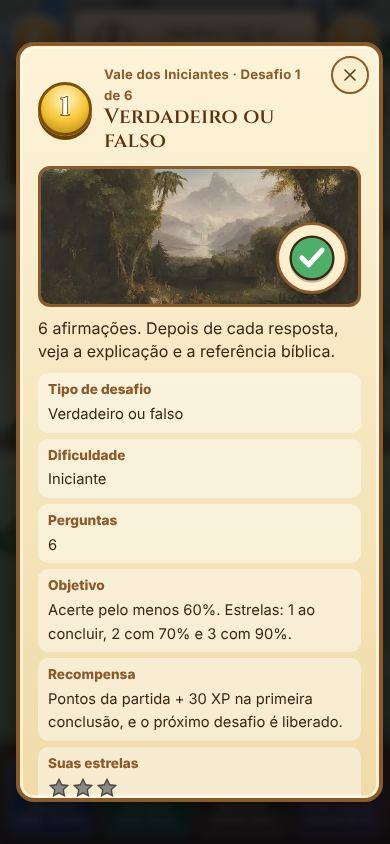 1
Vale dos Iniciantes · Desafio 1
de 6
VERDADEIRO OU
FALSO
6 afirmações. Depois de cada resposta,
veja a explicação e a referência bíblica.
Tipo de desafio
Verdadeiro ou falso
Dificuldade
Iniciante
Perguntas
6
Objetivo
Acerte pelo menos 60%. Estrelas: 1 ao
concluir, 2 com 70% e 3 com 90%.
Recompensa
Pontos da partida + 30 XP na primeira
conclusão, e o próximo desafio é liberado.
Suas estrelas